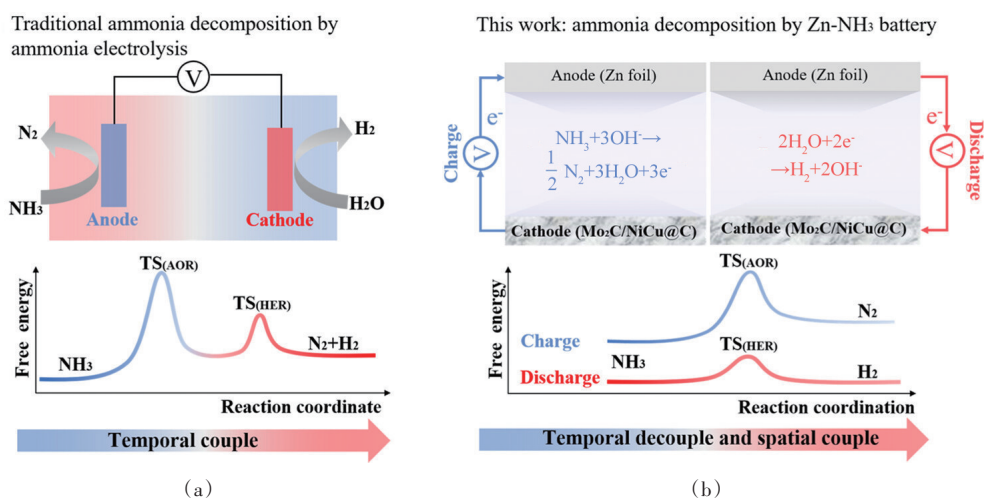 Traditional ammonia decomposition by
ammonia electrolysis
V
N₂
H₂
NH₃
H₂O
Anode
Cathode
TS(AOR)
TS(HER)
NH₃
N₂+H₂
Free energy
Reaction coordinate
Temporal couple
(a)
This work: ammonia decomposition by Zn-NH₃ battery
Anode (Zn foil)
Anode (Zn foil)
e⁻
e⁻
Charge
V
V
Discharge
NH₃+3OH⁻→
1/2 N₂+3H₂O+3e⁻
2H₂O+2e⁻
→H₂+2OH⁻
Cathode (Mo₂C/NiCu@C)
Cathode (Mo₂C/NiCu@C)
TS(AOR)
N₂
Charge
TS(HER)
NH₃
Discharge
H₂
Free energy
Reaction coordination
Temporal decouple and spatial couple
(b)